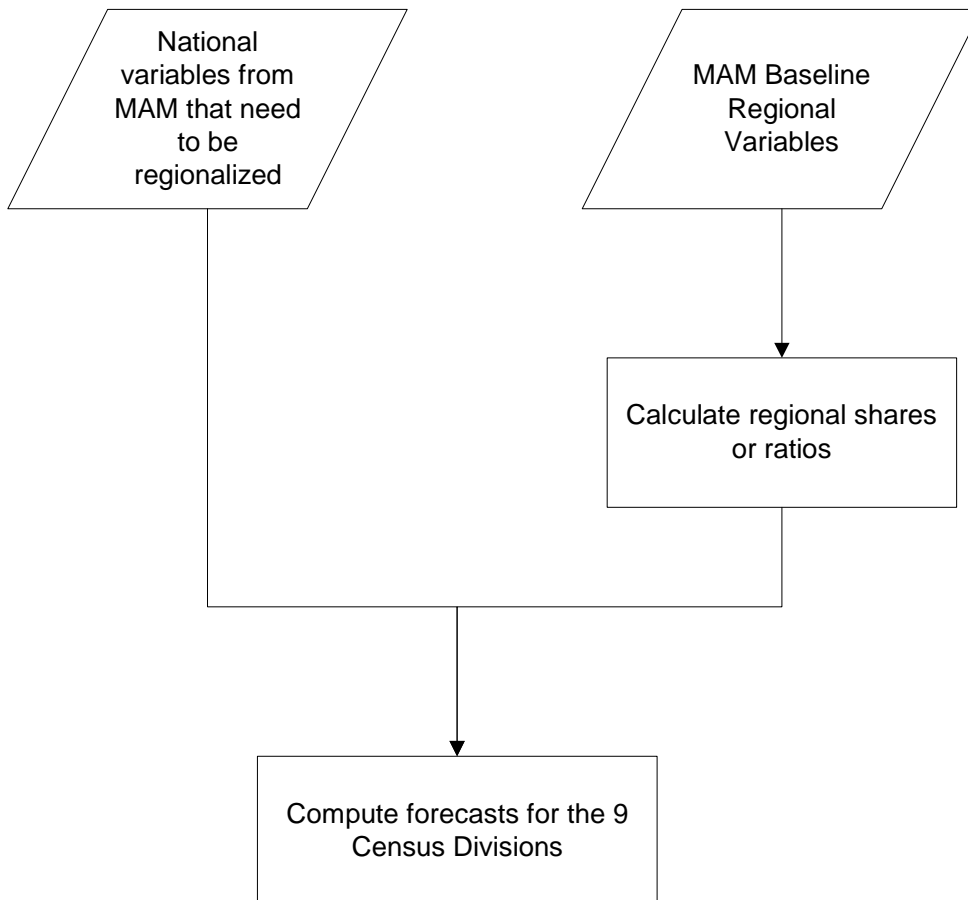 National
variables from
MAM that need
to be
regionalized
MAM Baseline
Regional
Variables
Calculate regional shares
or ratios
Compute forecasts for the 9
Census Divisions